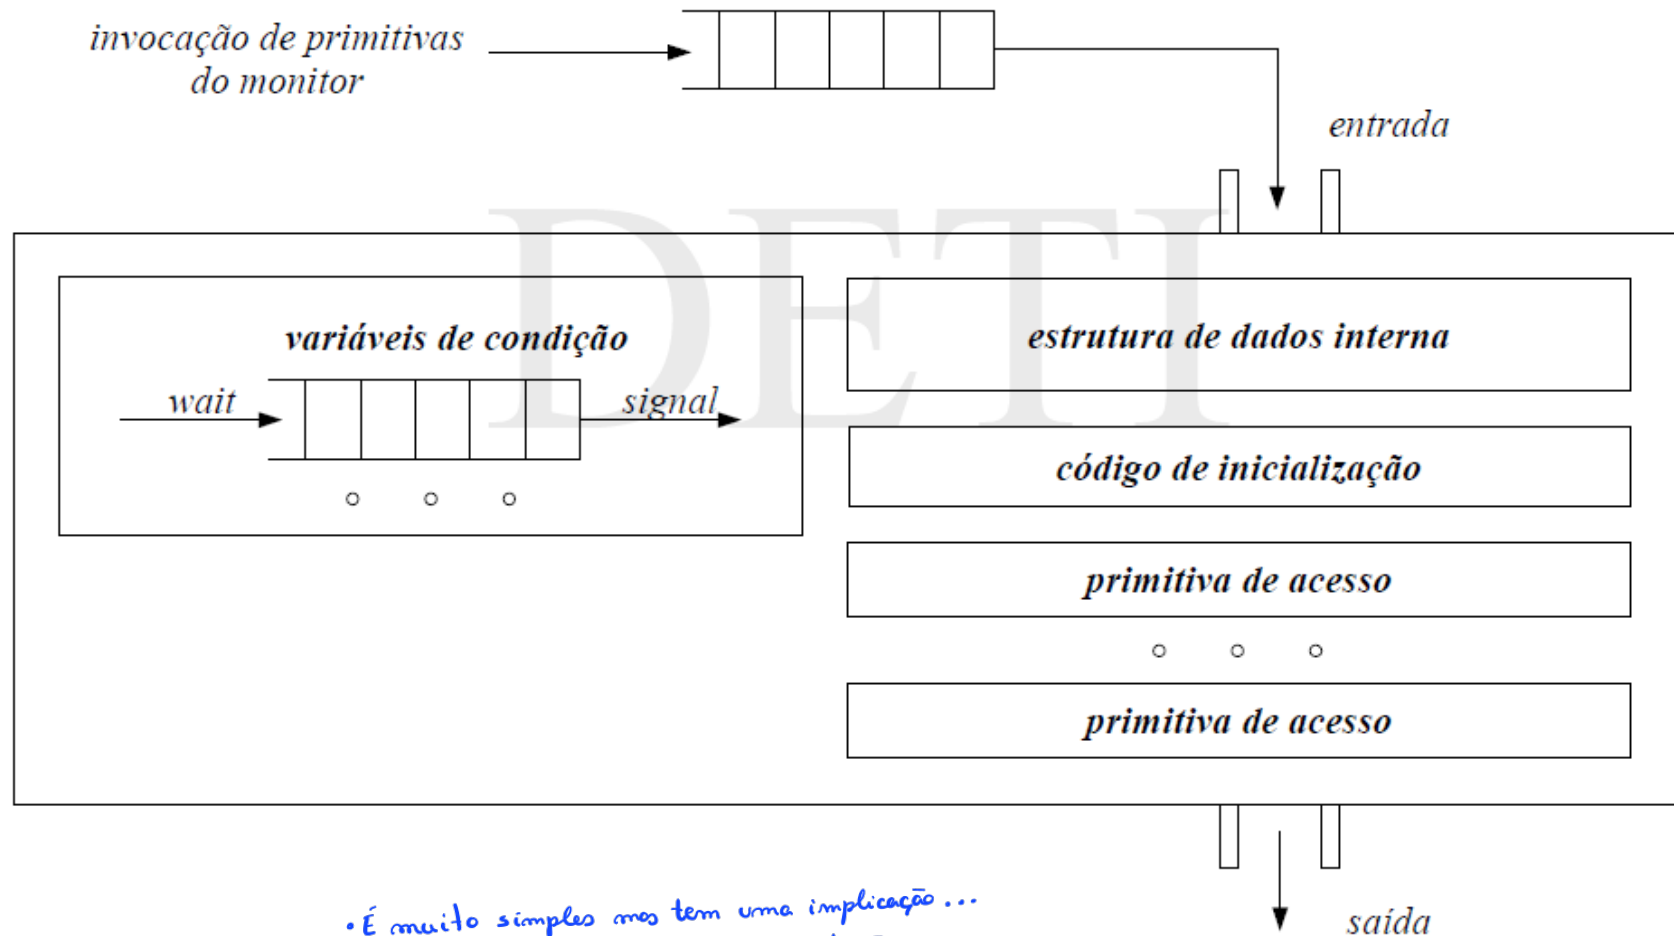 invocação de primitivas
do monitor
entrada
DETI
variáveis de condição
wait
signal
estrutura de dados interna
código de inicialização
primitiva de acesso
primitiva de acesso
• É muito simples mas tem uma implicação...
saída